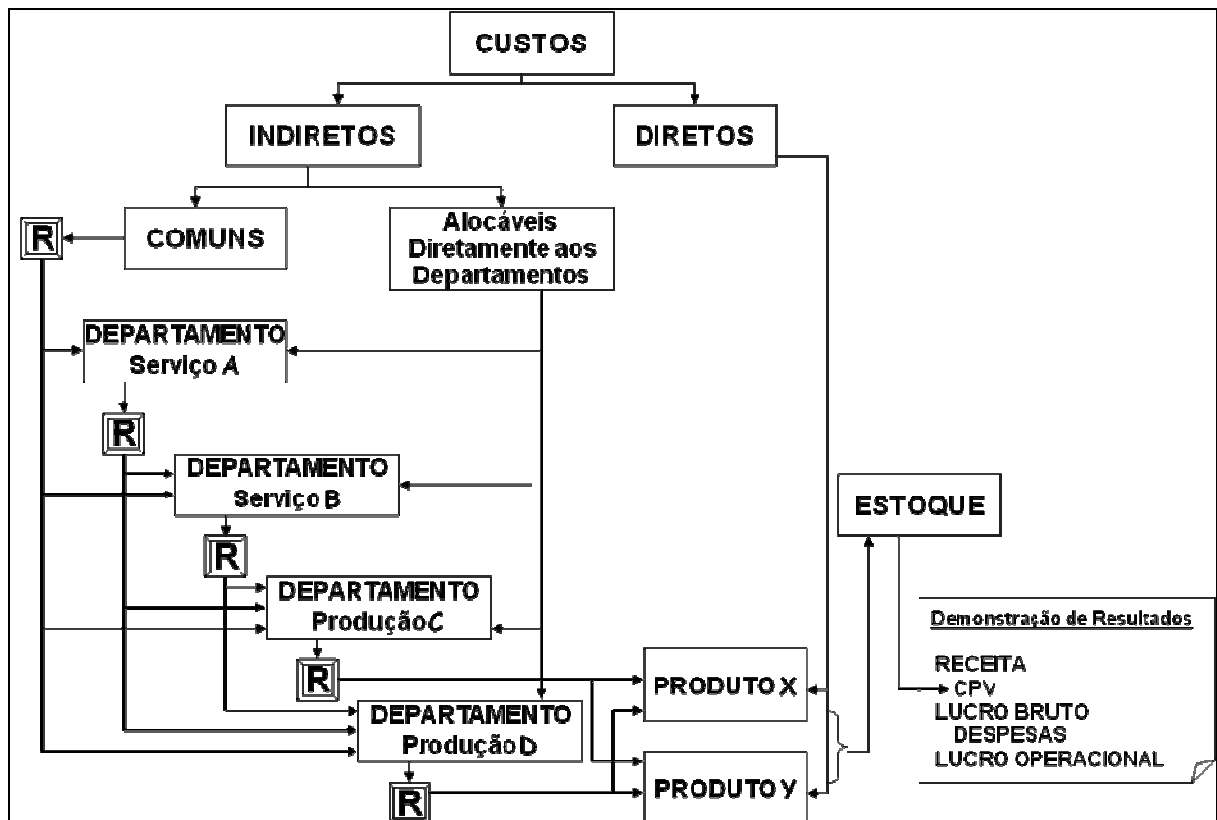 CUSTOS
INDIRETOS
DIRETOS
R
COMUNS
Alocáveis
Diretamente aos
Departamentos
DEPARTAMENTO
Serviço A
R
DEPARTAMENTO
Serviço B
R
DEPARTAMENTO
Produção C
R
DEPARTAMENTO
Produção D
R
PRODUTO X
PRODUTO Y
ESTOQUE
Demonstração de Resultados
RECEITA
CPV
LUCRO BRUTO
DESPESAS
LUCRO OPERACIONAL